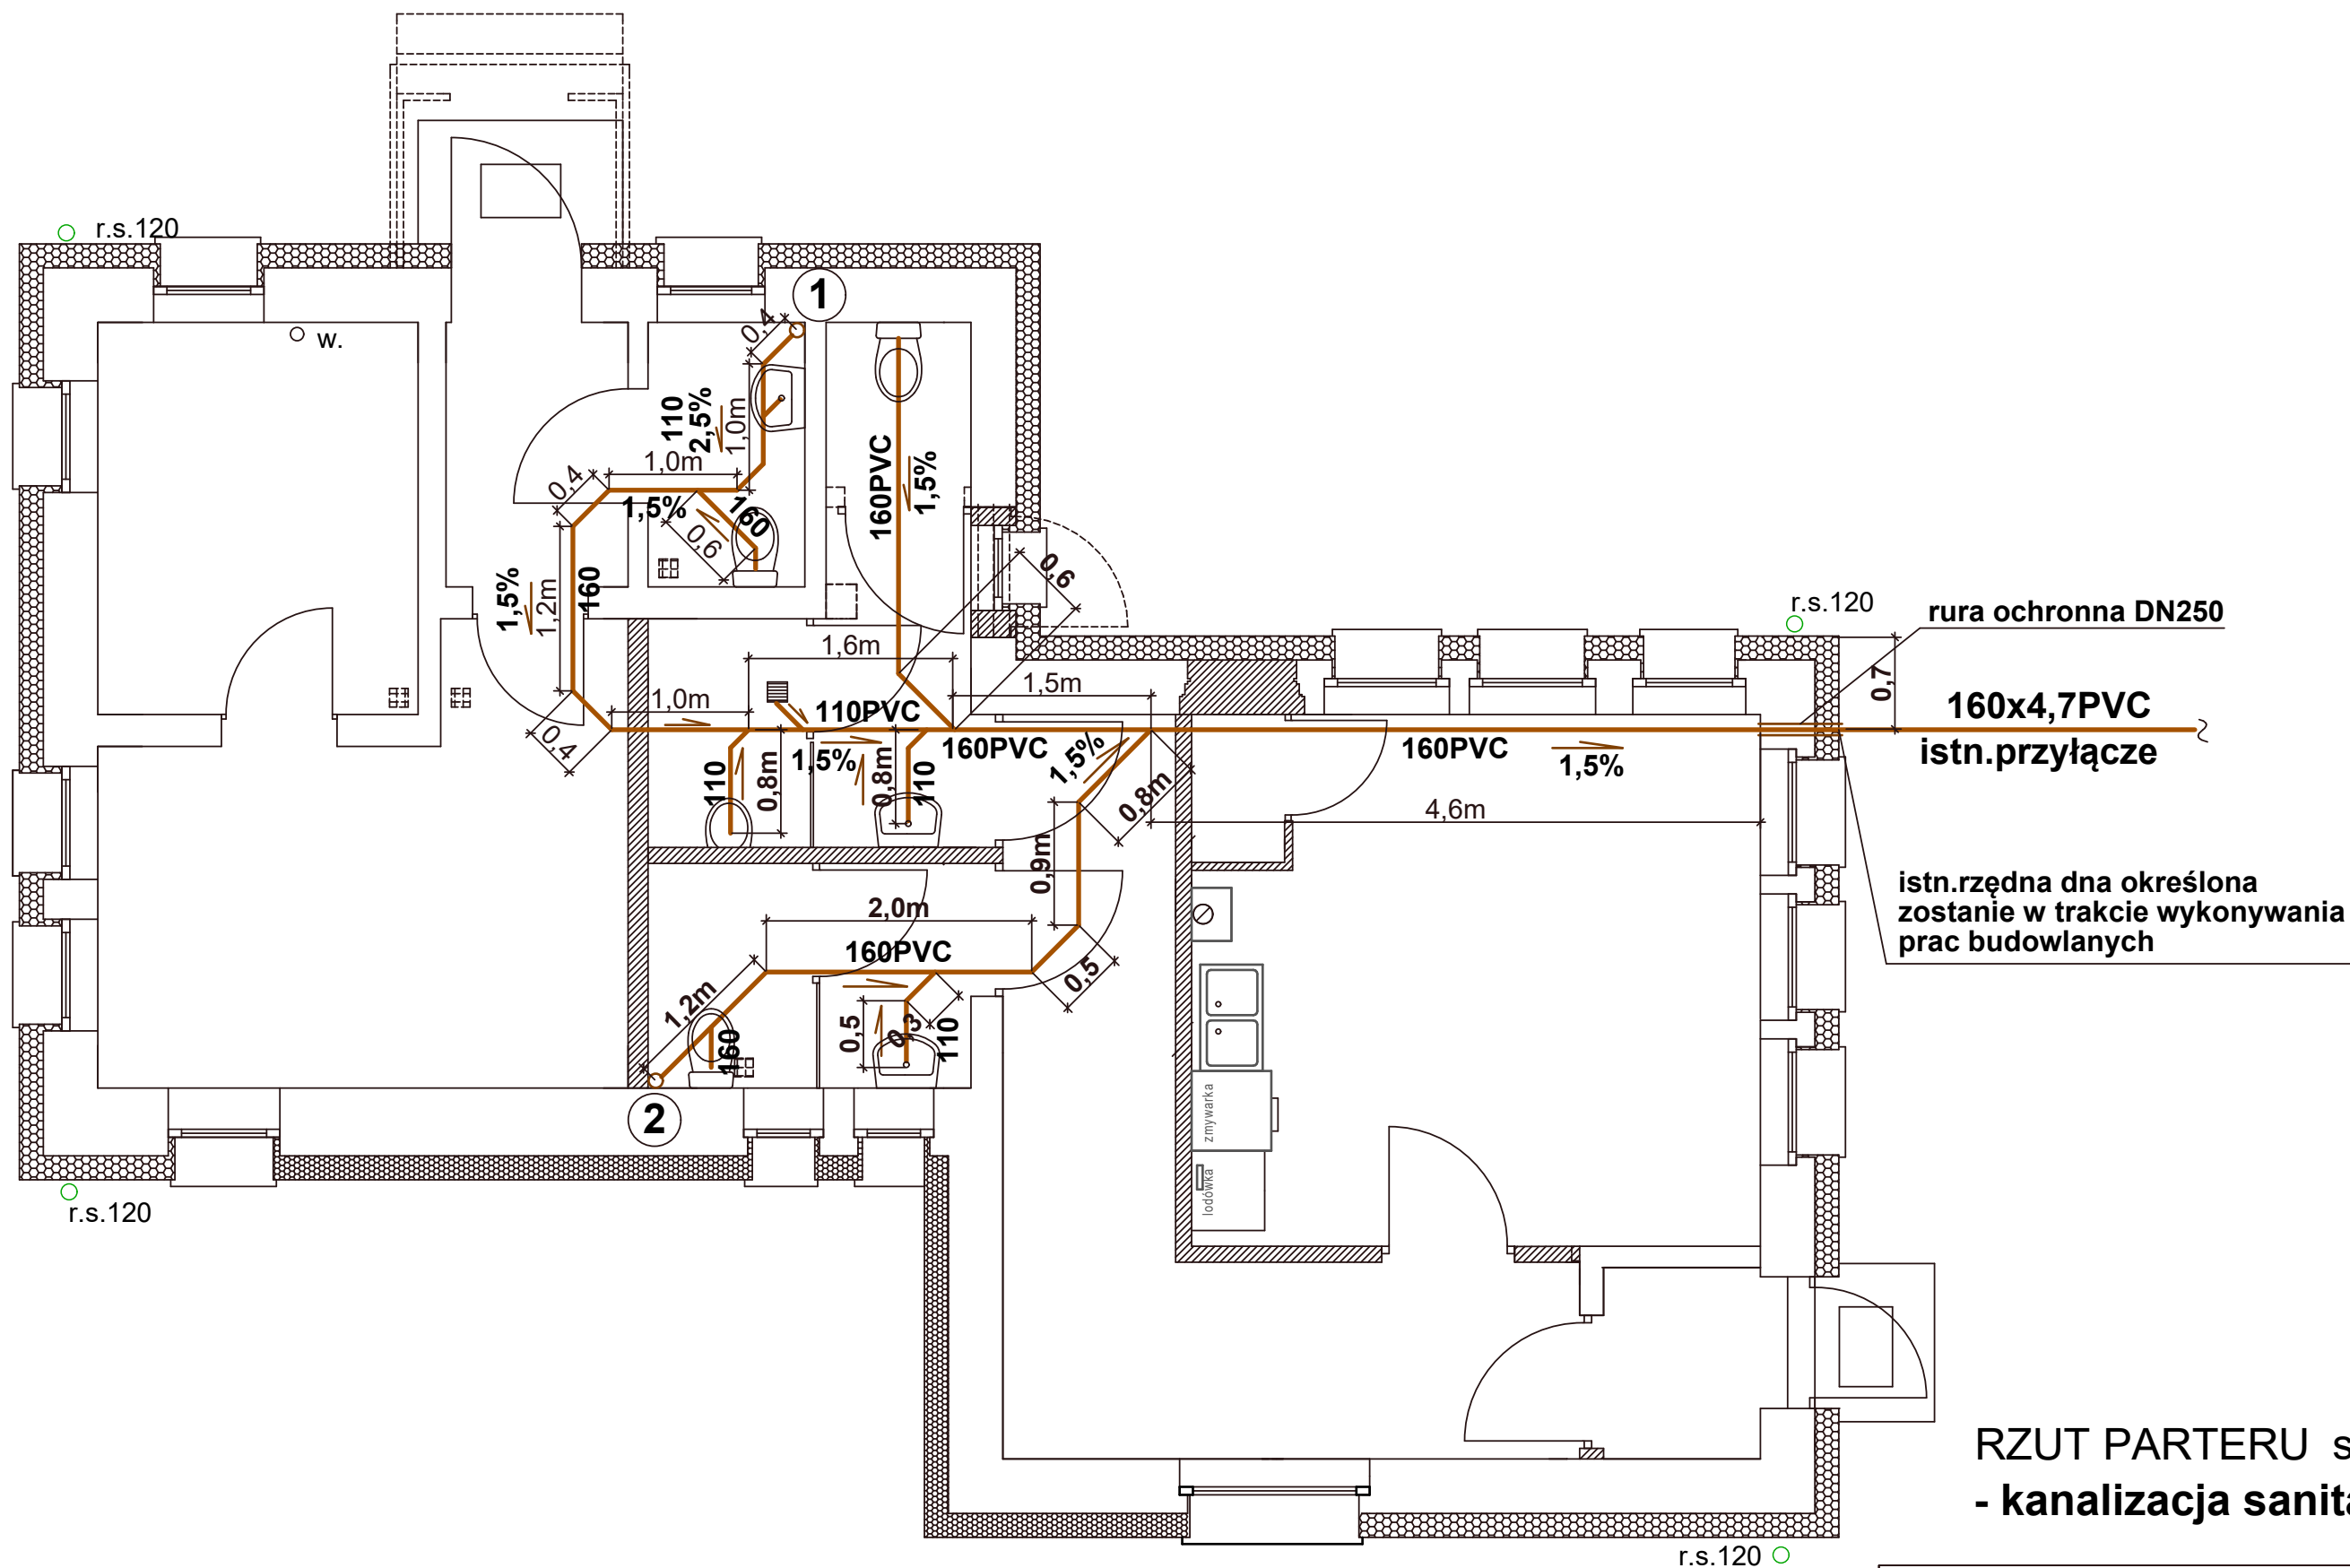 r.s.120
w.
1
0,4
110
2,5%
1,0m
1,0m
0,4
1,5%
160
0,6
160PVC
1,5%
1,5%
1,2m
160
0,6
r.s.120
rura ochronna DN250
0,7
160x4,7PVC
istn.przyłącze
1,6m
1,0m
1,5m
0,4
110PVC
1,5%
160PVC
1,5%
160PVC
1,5%
110
0,8m
0,8m
110
0,8m
4,6m
0,9m
istn.rzędna dna określona
zostanie w trakcie wykonywania
prac budowlanych
2,0m
160PVC
0,5
1,2m
160
0,5
0,3
110
2
zmywarka
lodówka
r.s.120
RZUT PARTERU s
- kanalizacja sanita
r.s.120